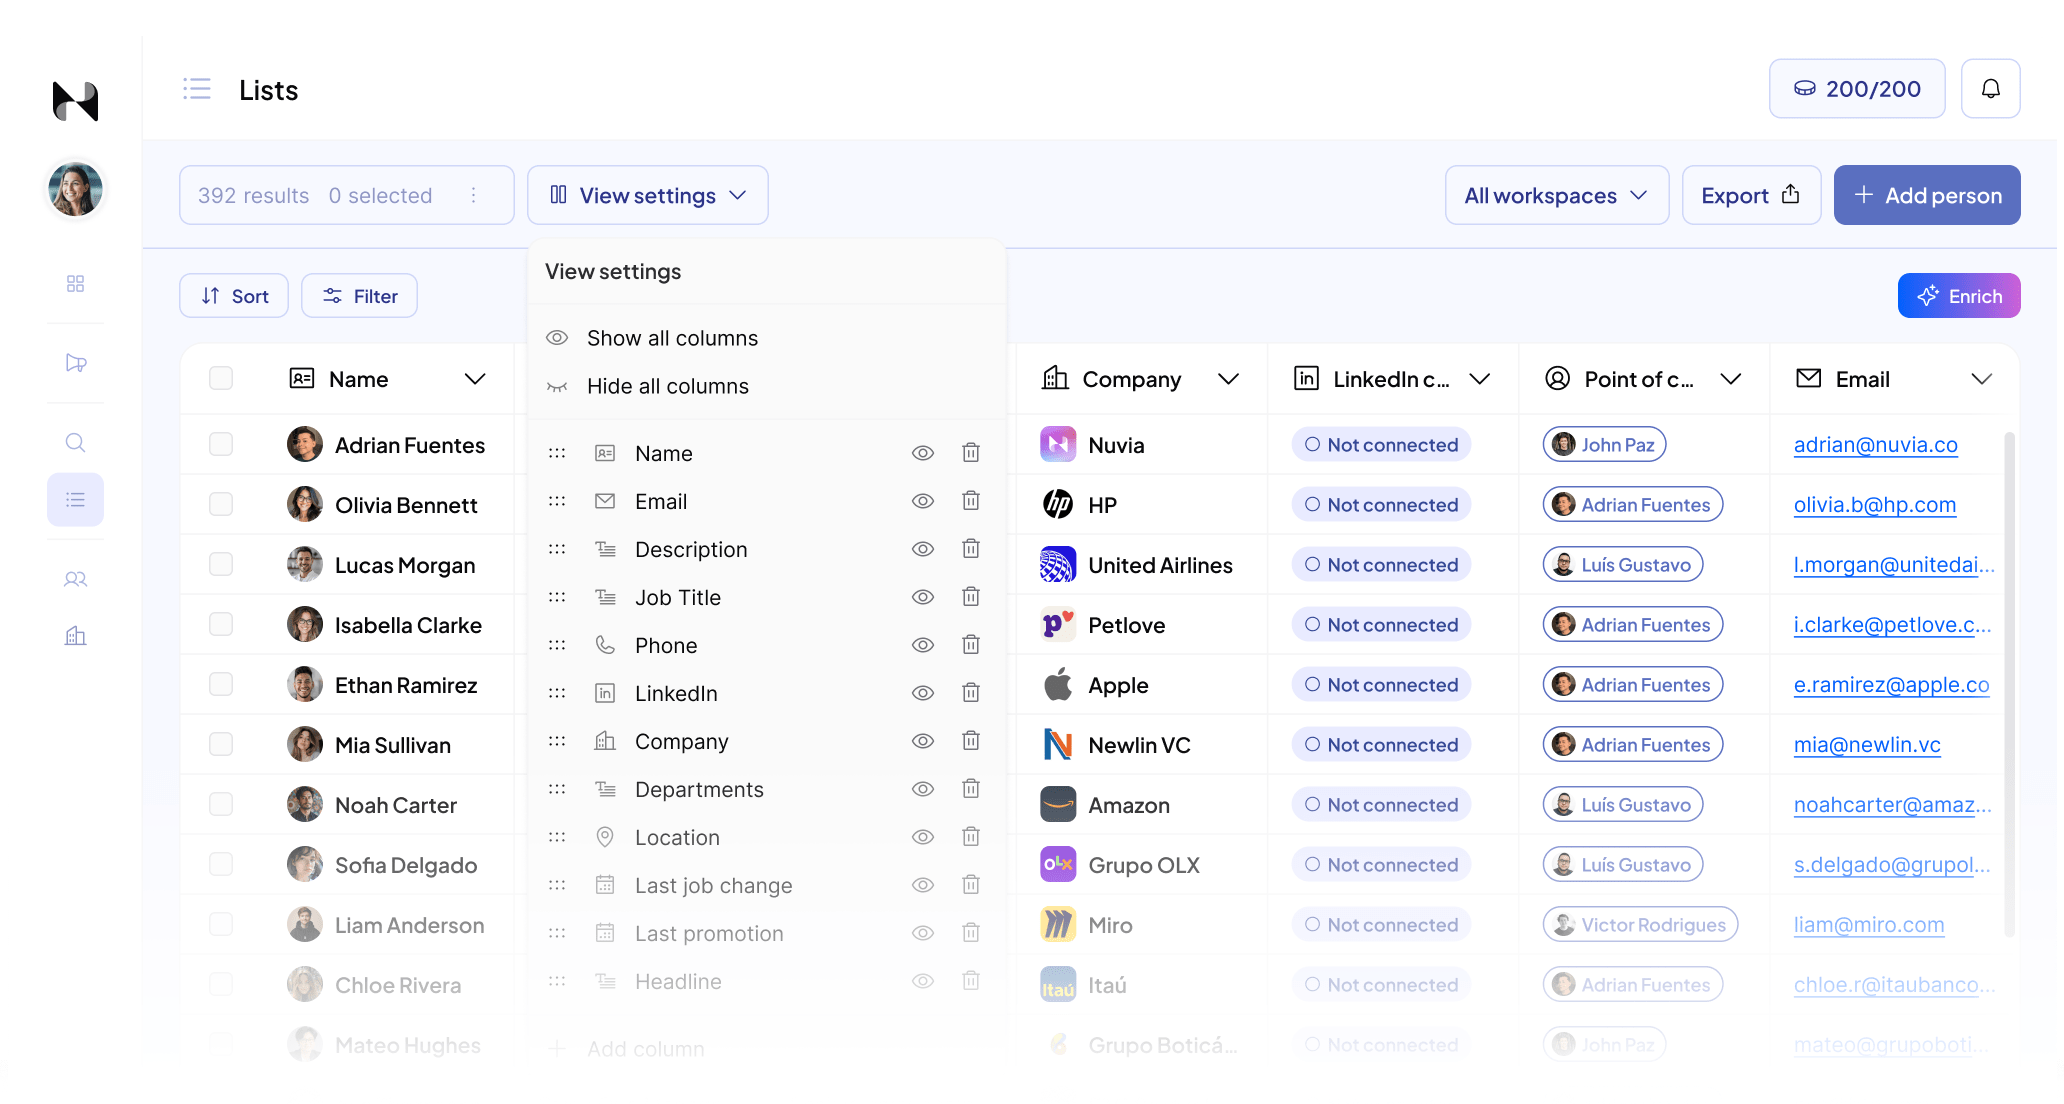 Lists
200/200
392 results 0 selected
View settings
All workspaces
Export
Add person
View settings
Sort
Filter
Enrich
Show all columns
Hide all columns
Name
Company
LinkedIn c...
Point of c...
Email
Adrian Fuentes
Nuvia
Not connected
John Paz
adrian@nuvia.co
Olivia Bennett
hp
HP
Not connected
Adrian Fuentes
olivia.b@hp.com
Lucas Morgan
United Airlines
Not connected
Luís Gustavo
l.morgan@unitedai...
Isabella Clarke
p
Petlove
Not connected
Adrian Fuentes
i.clarke@petlove.c...
Ethan Ramirez
Apple
Not connected
Adrian Fuentes
e.ramirez@apple.co
Mia Sullivan
Newlin VC
Not connected
Adrian Fuentes
mia@newlin.vc
Noah Carter
Amazon
Not connected
Luís Gustavo
noahcarter@amaz...
Sofia Delgado
OLX
Grupo OLX
Not connected
Luís Gustavo
s.delgado@grupol...
Liam Anderson
Miro
Not connected
Victor Rodrigues
liam@miro.com
Chloe Rivera
Itaú
Itaú
Not connected
Adrian Fuentes
chloe.r@itaubanco...
Mateo Hughes
Grupo Boticá...
Not connected
John Paz
mateo@grupoboti...
Name
Email
Description
Job Title
Phone
LinkedIn
Company
Departments
Location
Last job change
Last promotion
Headline
Add column